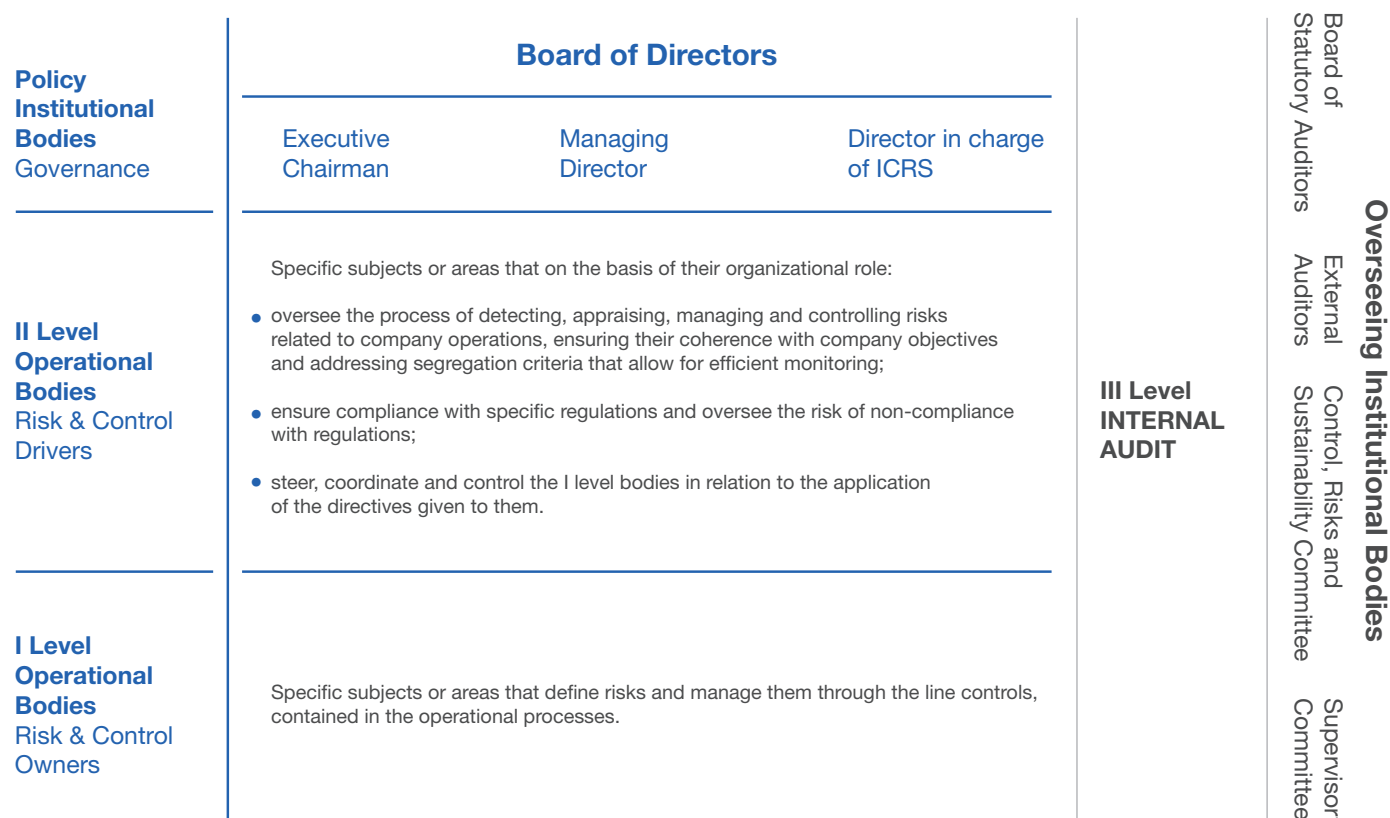 Policy
Institutional
Bodies
Governance
Board of Directors
Executive
Chairman
Managing
Director
Director in charge
of ICRS
II Level
Operational
Bodies
Risk & Control
Drivers
Specific subjects or areas that on the basis of their organizational role:
• oversee the process of detecting, appraising, managing and controlling risks
related to company operations, ensuring their coherence with company objectives
and addressing segregation criteria that allow for efficient monitoring;
• ensure compliance with specific regulations and oversee the risk of non-compliance
with regulations;
• steer, coordinate and control the I level bodies in relation to the application
of the directives given to them.
I Level
Operational
Bodies
Risk & Control
Owners
Specific subjects or areas that define risks and manage them through the line controls,
contained in the operational processes.
III Level
INTERNAL
AUDIT
Board of
Statutory Auditors
External
Auditors
Control, Risks and
Sustainability Committee
Supervisor
Committee
Overseeing Institutional Bodies